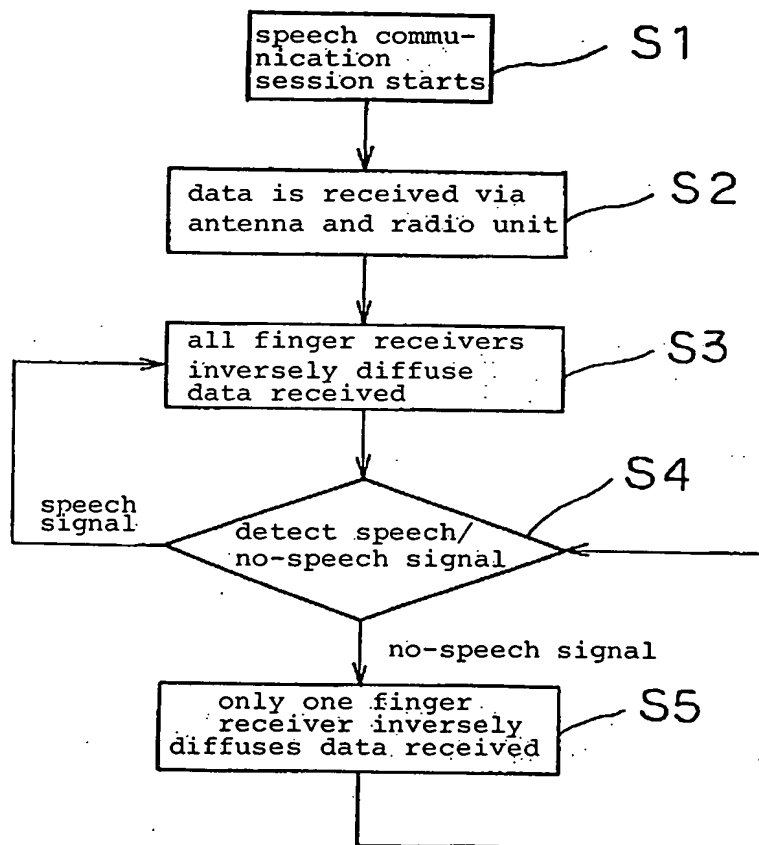 speech commu-
nication
session starts
S1
data is received via
antenna and radio unit
S2
all finger receivers
inversely diffuse
data received
S3
speech
signal
detect speech/
no-speech signal
S4
no-speech signal
only one finger
receiver inversely
diffuses data received
S5